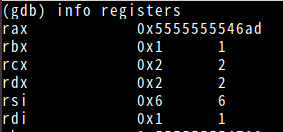 (gdb) info registers
rax 0x5555555546ad
rbx 0x1 1
rcx 0x2 2
rdx 0x2 2
rsi 0x6 6
rdi 0x1 1